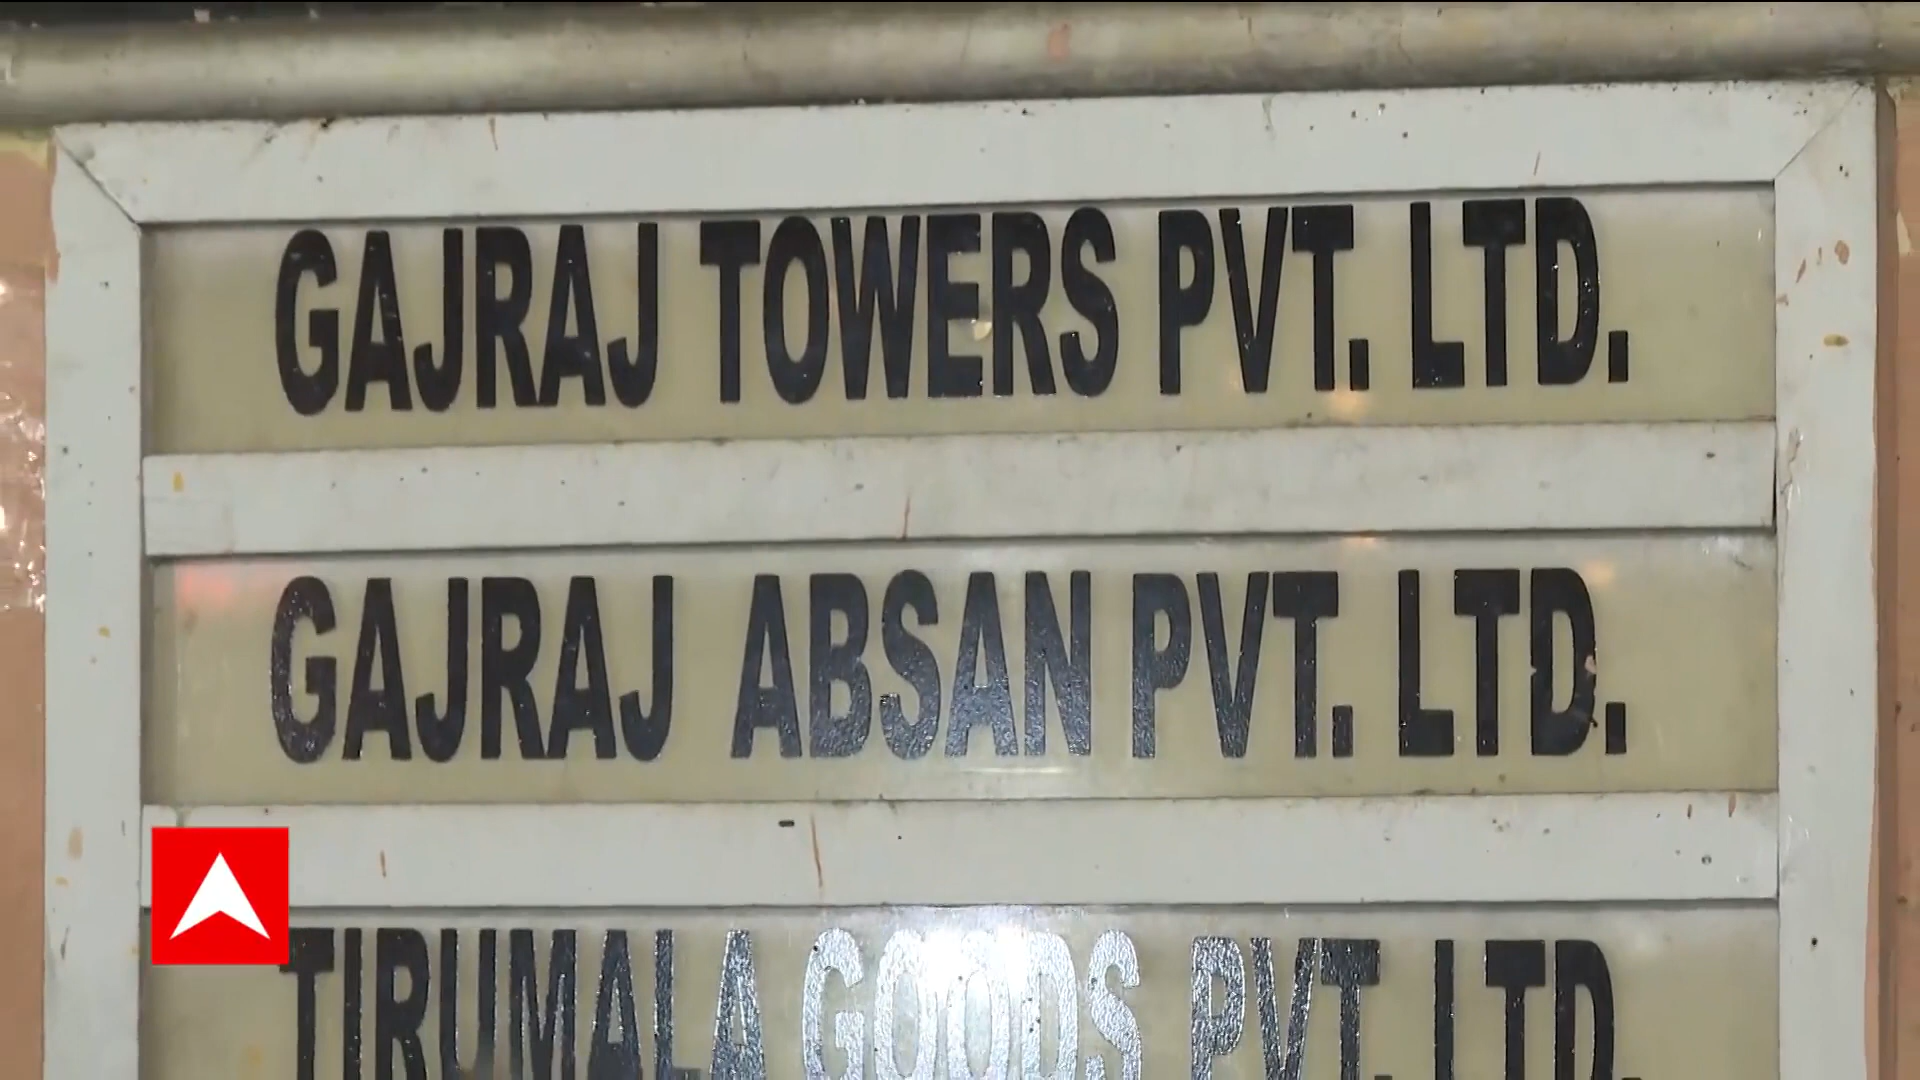 GAJRAJ TOWERS PVT. LTD.
GAJRAJ ABSAN PVT. LTD.
TIRUMALA GOODS PVT. LTD.